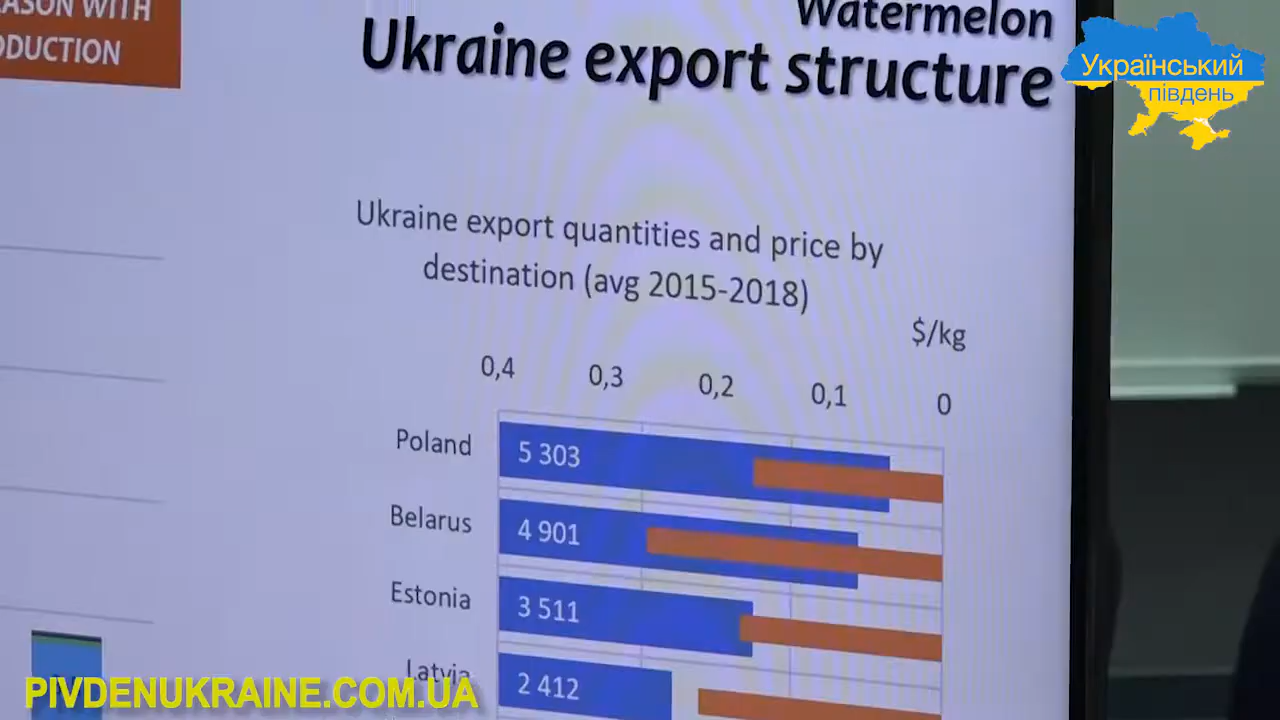 ASON WITH
ODUCTION
Watermelon
Ukraine export structure
Український
південь
Ukraine export quantities and price by
destination (avg 2015-2018)
$/kg
0,4 0,3 0,2 0,1 0
Poland 5 303
Belarus 4 901
Estonia 3 511
Latvia 2 412
PIVDENUKRAINE.COM.UA